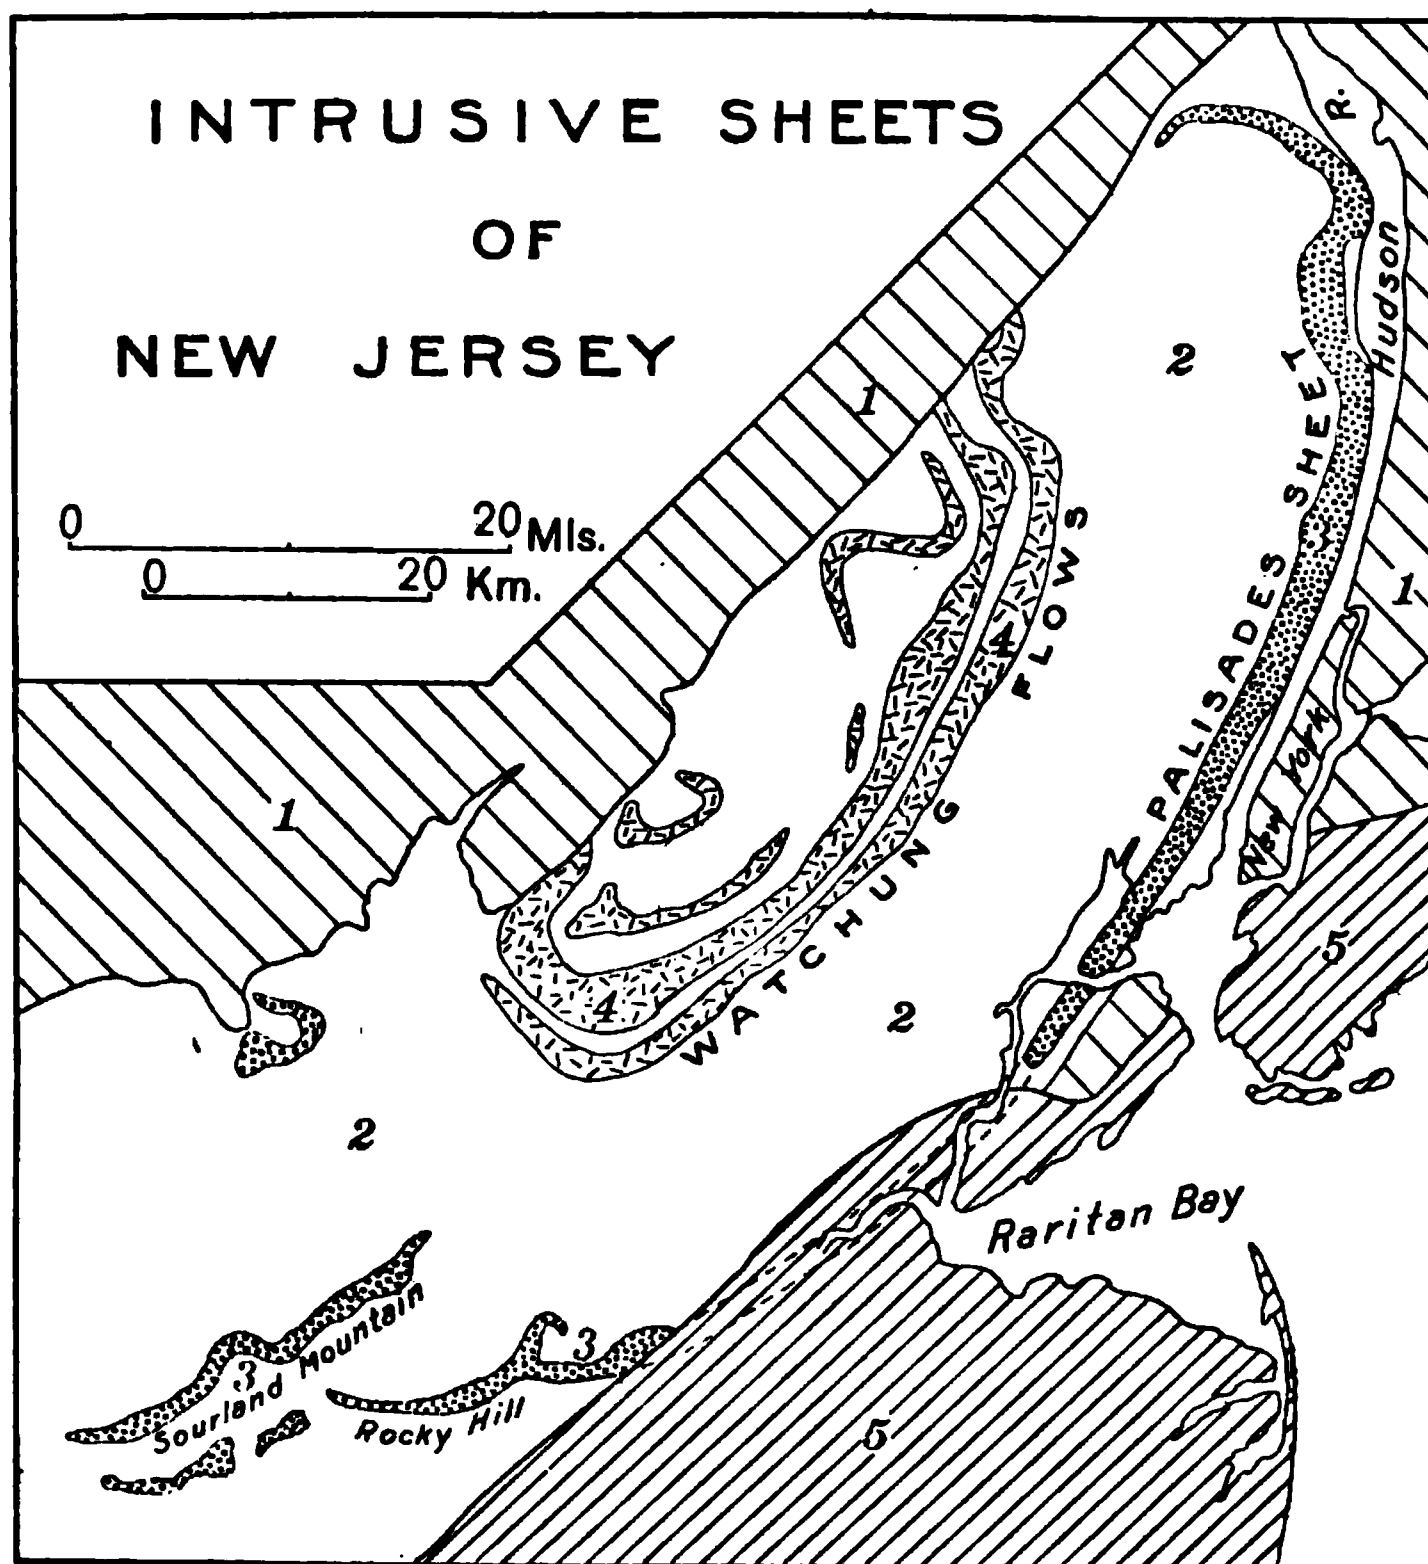 INTRUSIVE SHEETS
OF
NEW JERSEY
0 20 Mls.
0 20 Km.
R.
Hudson
2
1
PALISADES SHEET
WATCHUNG FLOWS
4
1
New York
1
5
4
2
2
Raritan Bay
3
Sourland Mountain
3
Rocky Hill
5